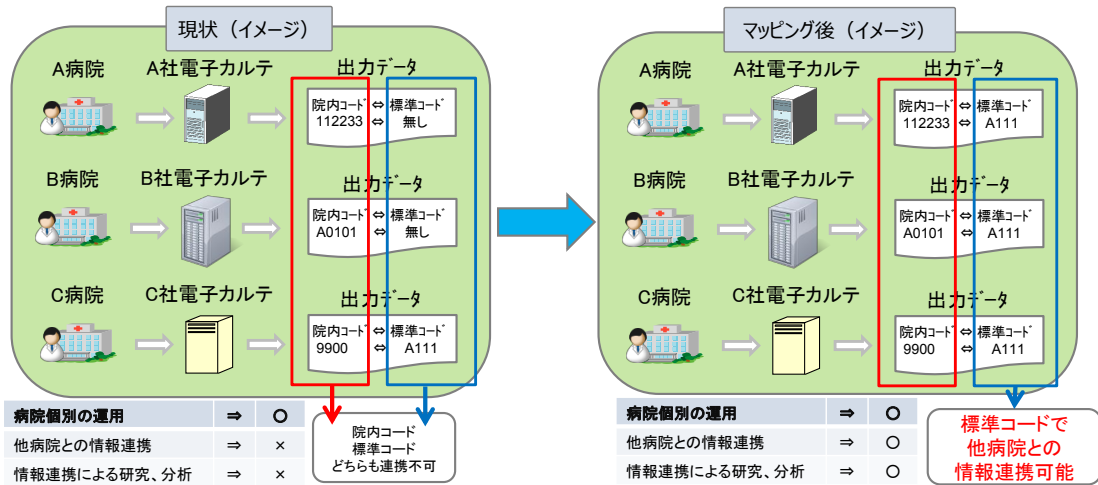 現状（イメージ）
A病院
A社電子カルテ
出力データ
院内コード ⇔ 標準コード
112233 ⇔ 無し
B病院
B社電子カルテ
出力データ
院内コード ⇔ 標準コード
A0101 ⇔ 無し
C病院
C社電子カルテ
出力データ
院内コード ⇔ 標準コード
9900 ⇔ A111
病院個別の運用 ⇒ ○
他病院との情報連携 ⇒ ×
情報連携による研究、分析 ⇒ ×
院内コード
標準コード
どちらも連携不可
マッピング後（イメージ）
A病院
A社電子カルテ
出力データ
院内コード ⇔ 標準コード
112233 ⇔ A111
B病院
B社電子カルテ
出力データ
院内コード ⇔ 標準コード
A0101 ⇔ A111
C病院
C社電子カルテ
出力データ
院内コード ⇔ 標準コード
9900 ⇔ A111
病院個別の運用 ⇒ ○
他病院との情報連携 ⇒ ○
情報連携による研究、分析 ⇒ ○
標準コードで
他病院との
情報連携可能